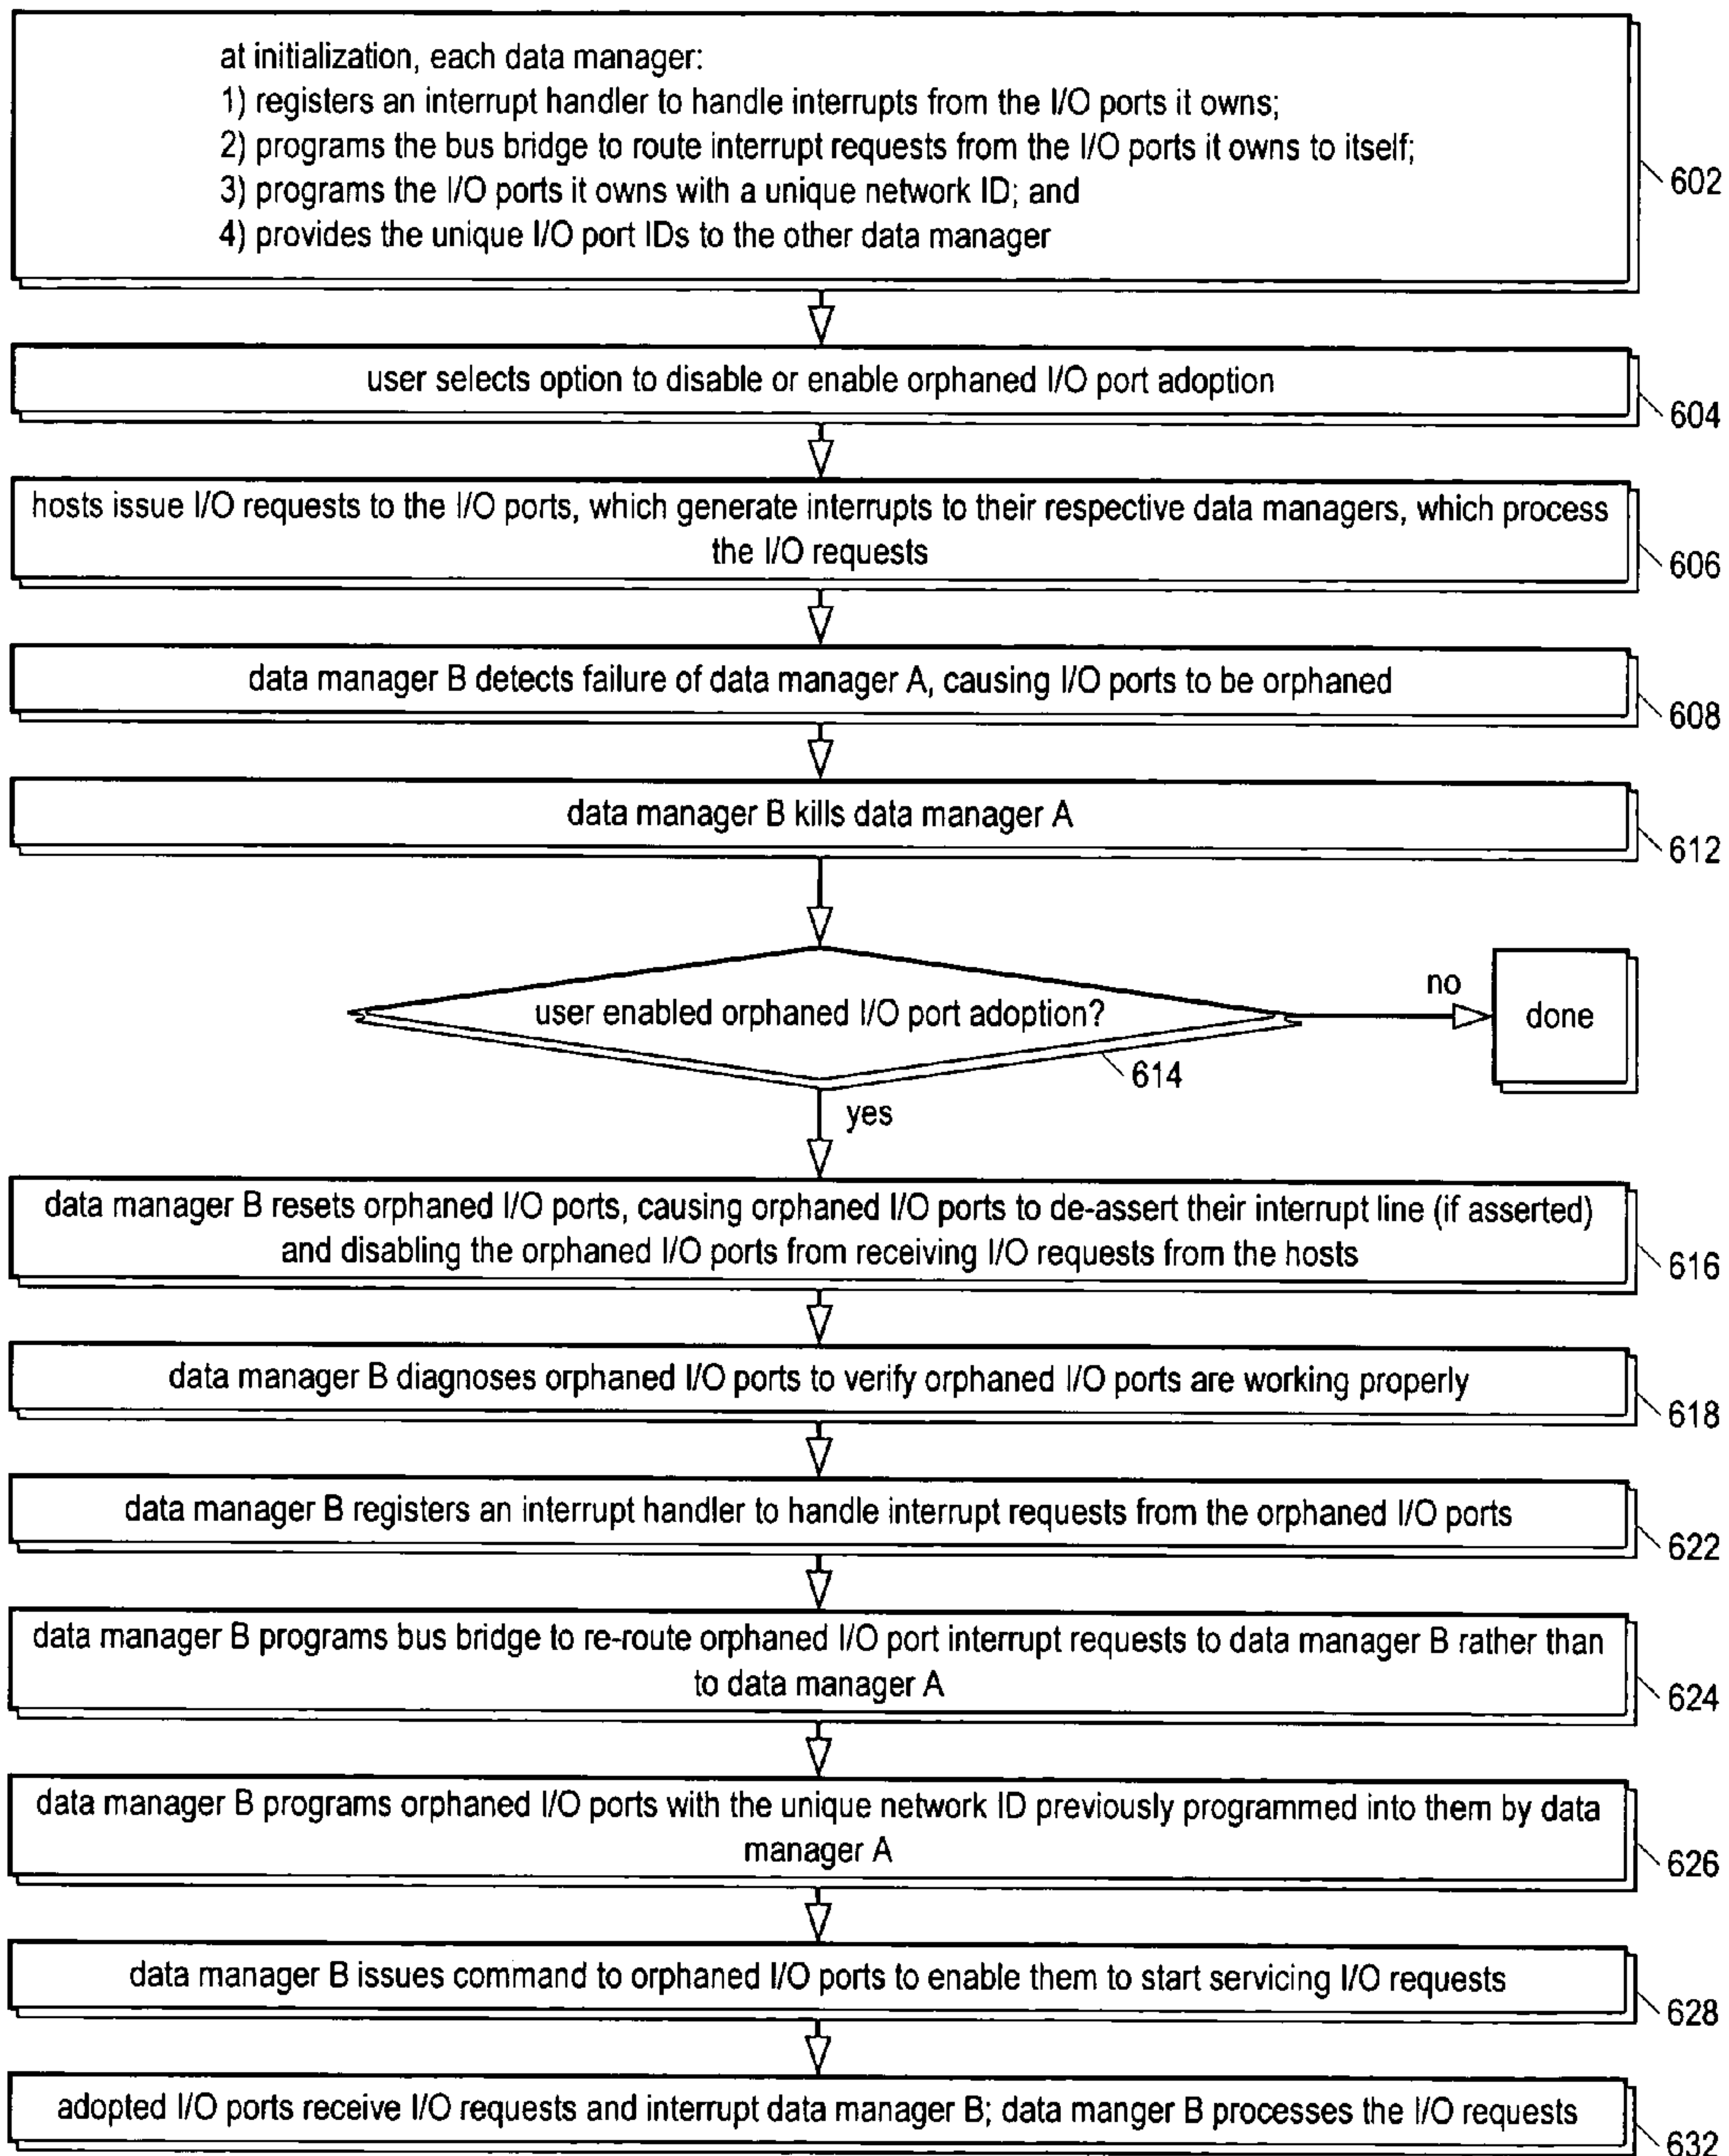 at initialization, each data manager:
1) registers an interrupt handler to handle interrupts from the I/O ports it owns;
2) programs the bus bridge to route interrupt requests from the I/O ports it owns to itself;
3) programs the I/O ports it owns with a unique network ID; and
4) provides the unique I/O port IDs to the other data manager
602
user selects option to disable or enable orphaned I/O port adoption
604
hosts issue I/O requests to the I/O ports, which generate interrupts to their respective data managers, which process
the I/O requests
606
data manager B detects failure of data manager A, causing I/O ports to be orphaned
608
data manager B kills data manager A
612
user enabled orphaned I/O port adoption?
no
done
614
yes
data manager B resets orphaned I/O ports, causing orphaned I/O ports to de-assert their interrupt line (if asserted)
and disabling the orphaned I/O ports from receiving I/O requests from the hosts
616
data manager B diagnoses orphaned I/O ports to verify orphaned I/O ports are working properly
618
data manager B registers an interrupt handler to handle interrupt requests from the orphaned I/O ports
622
data manager B programs bus bridge to re-route orphaned I/O port interrupt requests to data manager B rather than
to data manager A
624
data manager B programs orphaned I/O ports with the unique network ID previously programmed into them by data
manager A
626
data manager B issues command to orphaned I/O ports to enable them to start servicing I/O requests
628
adopted I/O ports receive I/O requests and interrupt data manager B; data manger B processes the I/O requests
632